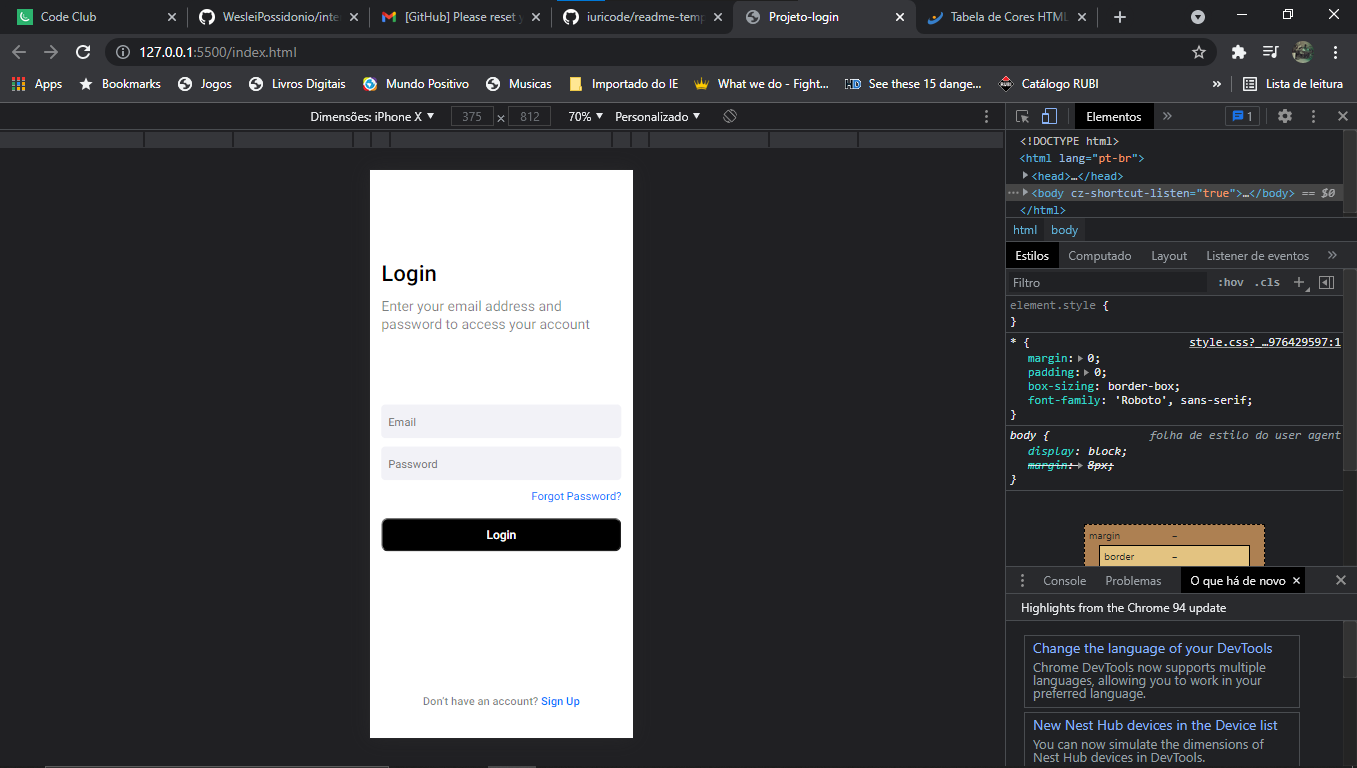 Code Club
WesleiPossidonio/inte
[GitHub] Please reset y
iuricode/readme-temp
Projeto-login
Tabela de Cores HTML
127.0.0.1:5500/index.html
Apps
Bookmarks
Jogos
Livros Digitais
Mundo Positivo
Musicas
Importado do IE
What we do - Fight...
See these 15 dange...
Catálogo RUBI
»
Lista de leitura
Dimensões: iPhone X ▼
375 × 812
70% ▼
Personalizado ▼
Login
Enter your email address and
password to access your account
Email
Password
Forgot Password?
Login
Don't have an account? Sign Up
Elementos
»
1
<!DOCTYPE html>
<html lang="pt-br">
<head>…</head>
<body cz-shortcut-listen="true">…</body> == $0
</html>
html body
Estilos Computado Layout Listener de eventos »
Filtro :hov .cls +
element.style {
}
* { style.css?_…976429597:1
margin: 0;
padding: 0;
box-sizing: border-box;
font-family: 'Roboto', sans-serif;
}
body { folha de estilo do user agent
display: block;
margin: 8px;
}
margin –
border –
Console Problemas O que há de novo
Highlights from the Chrome 94 update
Change the language of your DevTools
Chrome DevTools now supports multiple
languages, allowing you to work in your
preferred language.
New Nest Hub devices in the Device list
You can now simulate the dimensions of
Nest Hub devices in DevTools.